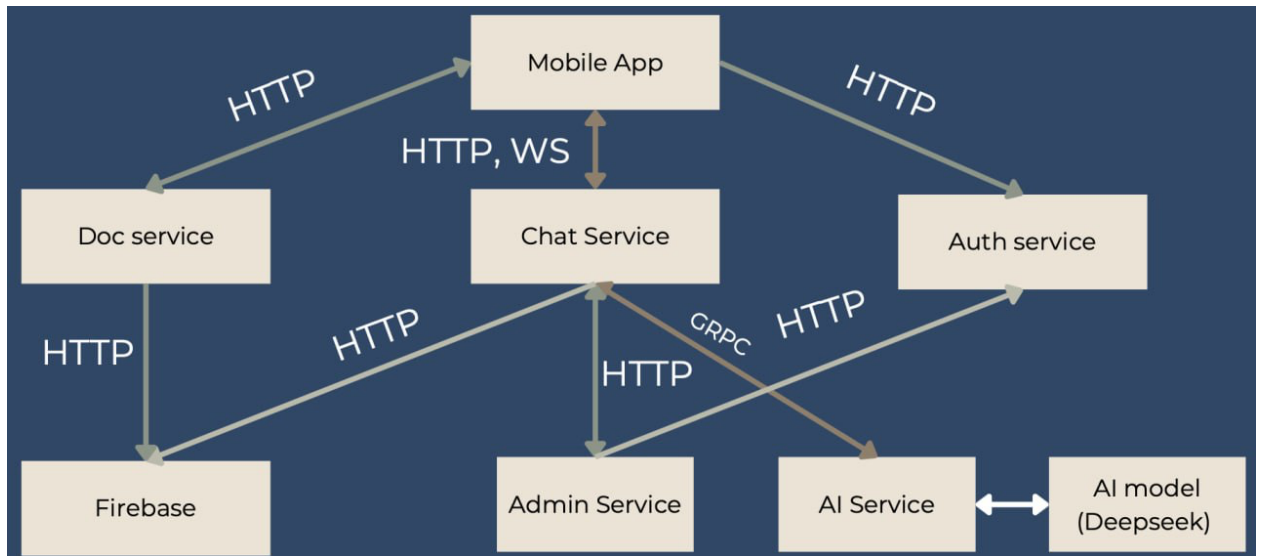 Mobile App
HTTP
HTTP
HTTP, WS
Doc service
Chat Service
Auth service
HTTP
HTTP
GRPC
HTTP
HTTP
Firebase
Admin Service
AI Service
AI model
(Deepseek)